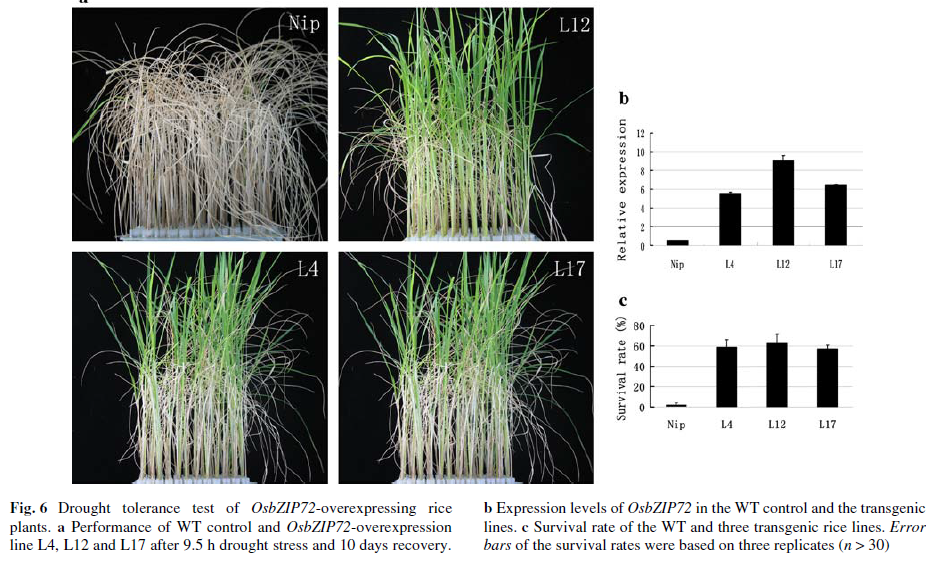 a
Nip
L12
L4
L17
b
Relative expression
12
10
8
6
4
2
0
Nip L4 L12 L17
c
Survival rate (%)
80
60
40
20
0
Nip L4 L12 L17
Fig. 6 Drought tolerance test of OsbZIP72-overexpressing rice
plants. a Performance of WT control and OsbZIP72-overexpression
line L4, L12 and L17 after 9.5 h drought stress and 10 days recovery.
b Expression levels of OsbZIP72 in the WT control and the transgenic
lines. c Survival rate of the WT and three transgenic rice lines. Error
bars of the survival rates were based on three replicates (n > 30)